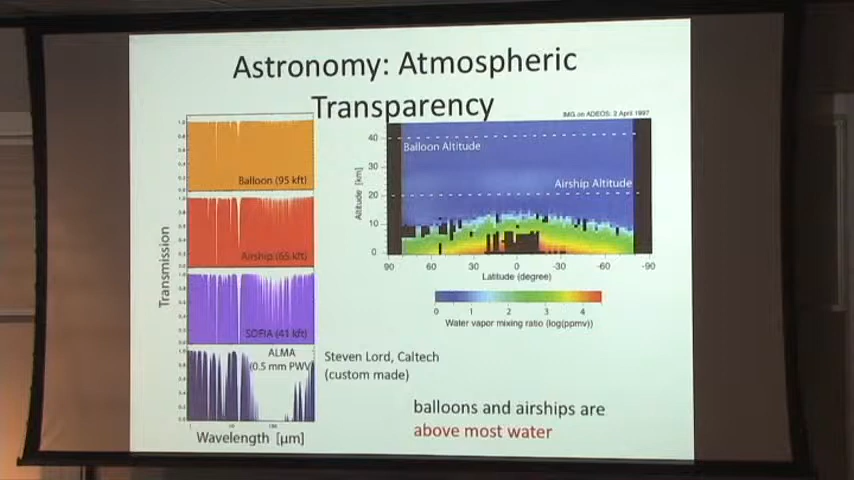 Astronomy: Atmospheric
Transparency
IMG on ADEOS: 2 April 1997
Balloon (95 kft)
Airship (65 kft)
SOFIA (41 kft)
ALMA
(0.5 mm PWV)
Transmission
Wavelength [μm]
Balloon Altitude
Airship Altitude
Altitude [km]
40
30
20
10
0
90 60 30 0 -30 -60 -90
Latitude (degree)
0 1 2 3 4
Water vapor mixing ratio (log(ppmv))
Steven Lord, Caltech
(custom made)
balloons and airships are
above most water